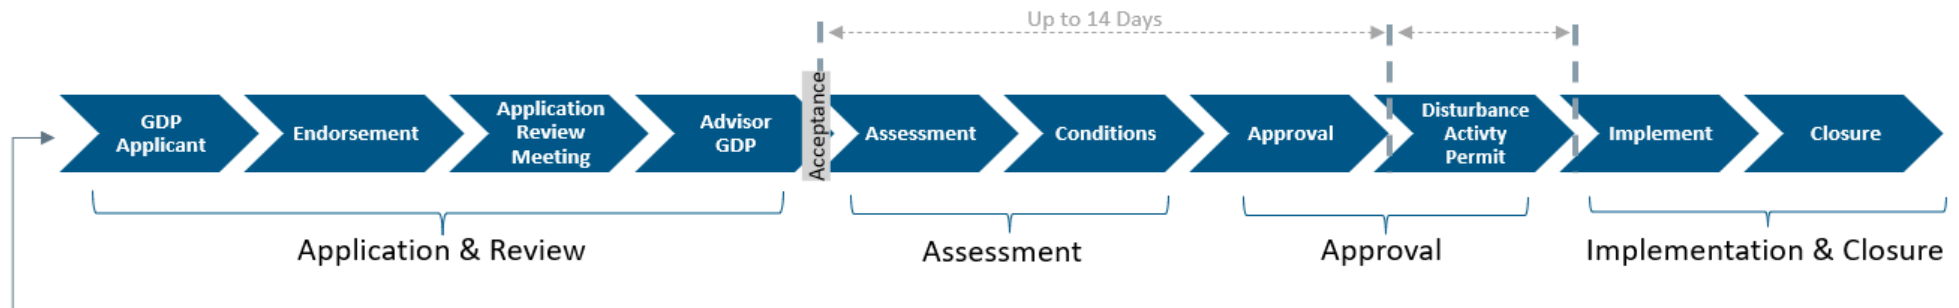 Up to 14 Days
GDP
Applicant
Endorsement
Application
Review
Meeting
Advisor
GDP
Acceptance
Assessment
Conditions
Approval
Disturbance
Activty
Permit
Implement
Closure
Application & Review
Assessment
Approval
Implementation & Closure